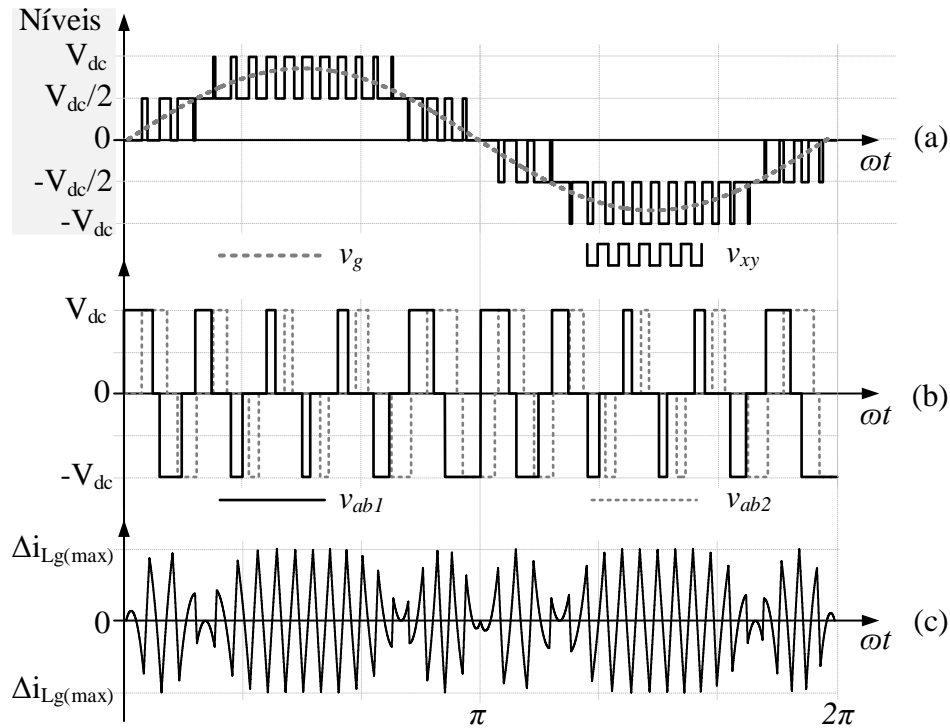 Níveis
V_dc
V_dc/2
0
-V_dc/2
-V_dc
ωt
(a)
v_g
v_xy
V_dc
0
-V_dc
ωt
(b)
v_ab1
v_ab2
Δi_Lg(max)
0
Δi_Lg(max)
ωt
(c)
π
2π